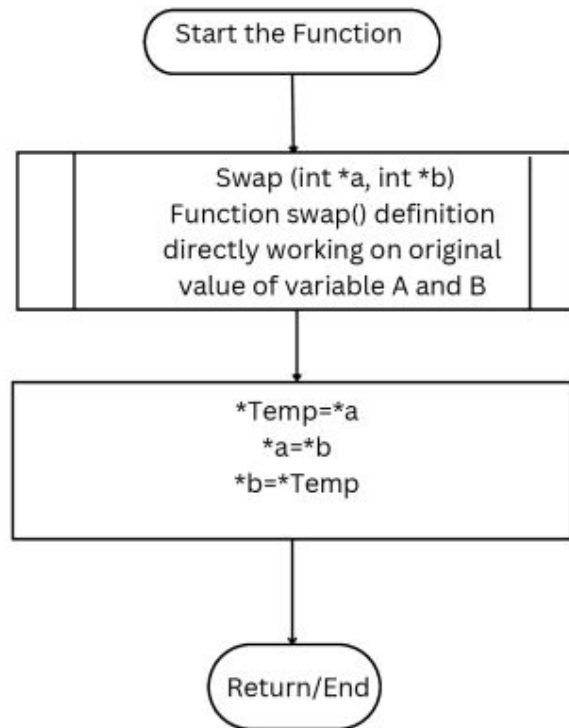 Start the Function
Swap (int *a, int *b)
Function swap() definition
directly working on original
value of variable A and B
*Temp=*a
*a=*b
*b=*Temp
Return/End